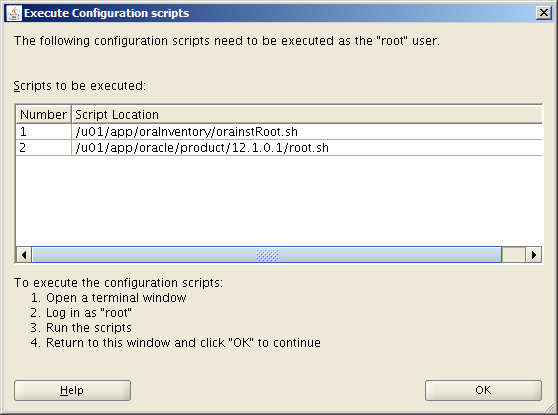 Execute Configuration scripts
The following configuration scripts need to be executed as the "root" user.
Scripts to be executed:
Number Script Location
1 /u01/app/oraInventory/orainstRoot.sh
2 /u01/app/oracle/product/12.1.0.1/root.sh
To execute the configuration scripts:
1. Open a terminal window
2. Log in as "root"
3. Run the scripts
4. Return to this window and click "OK" to continue
Help OK